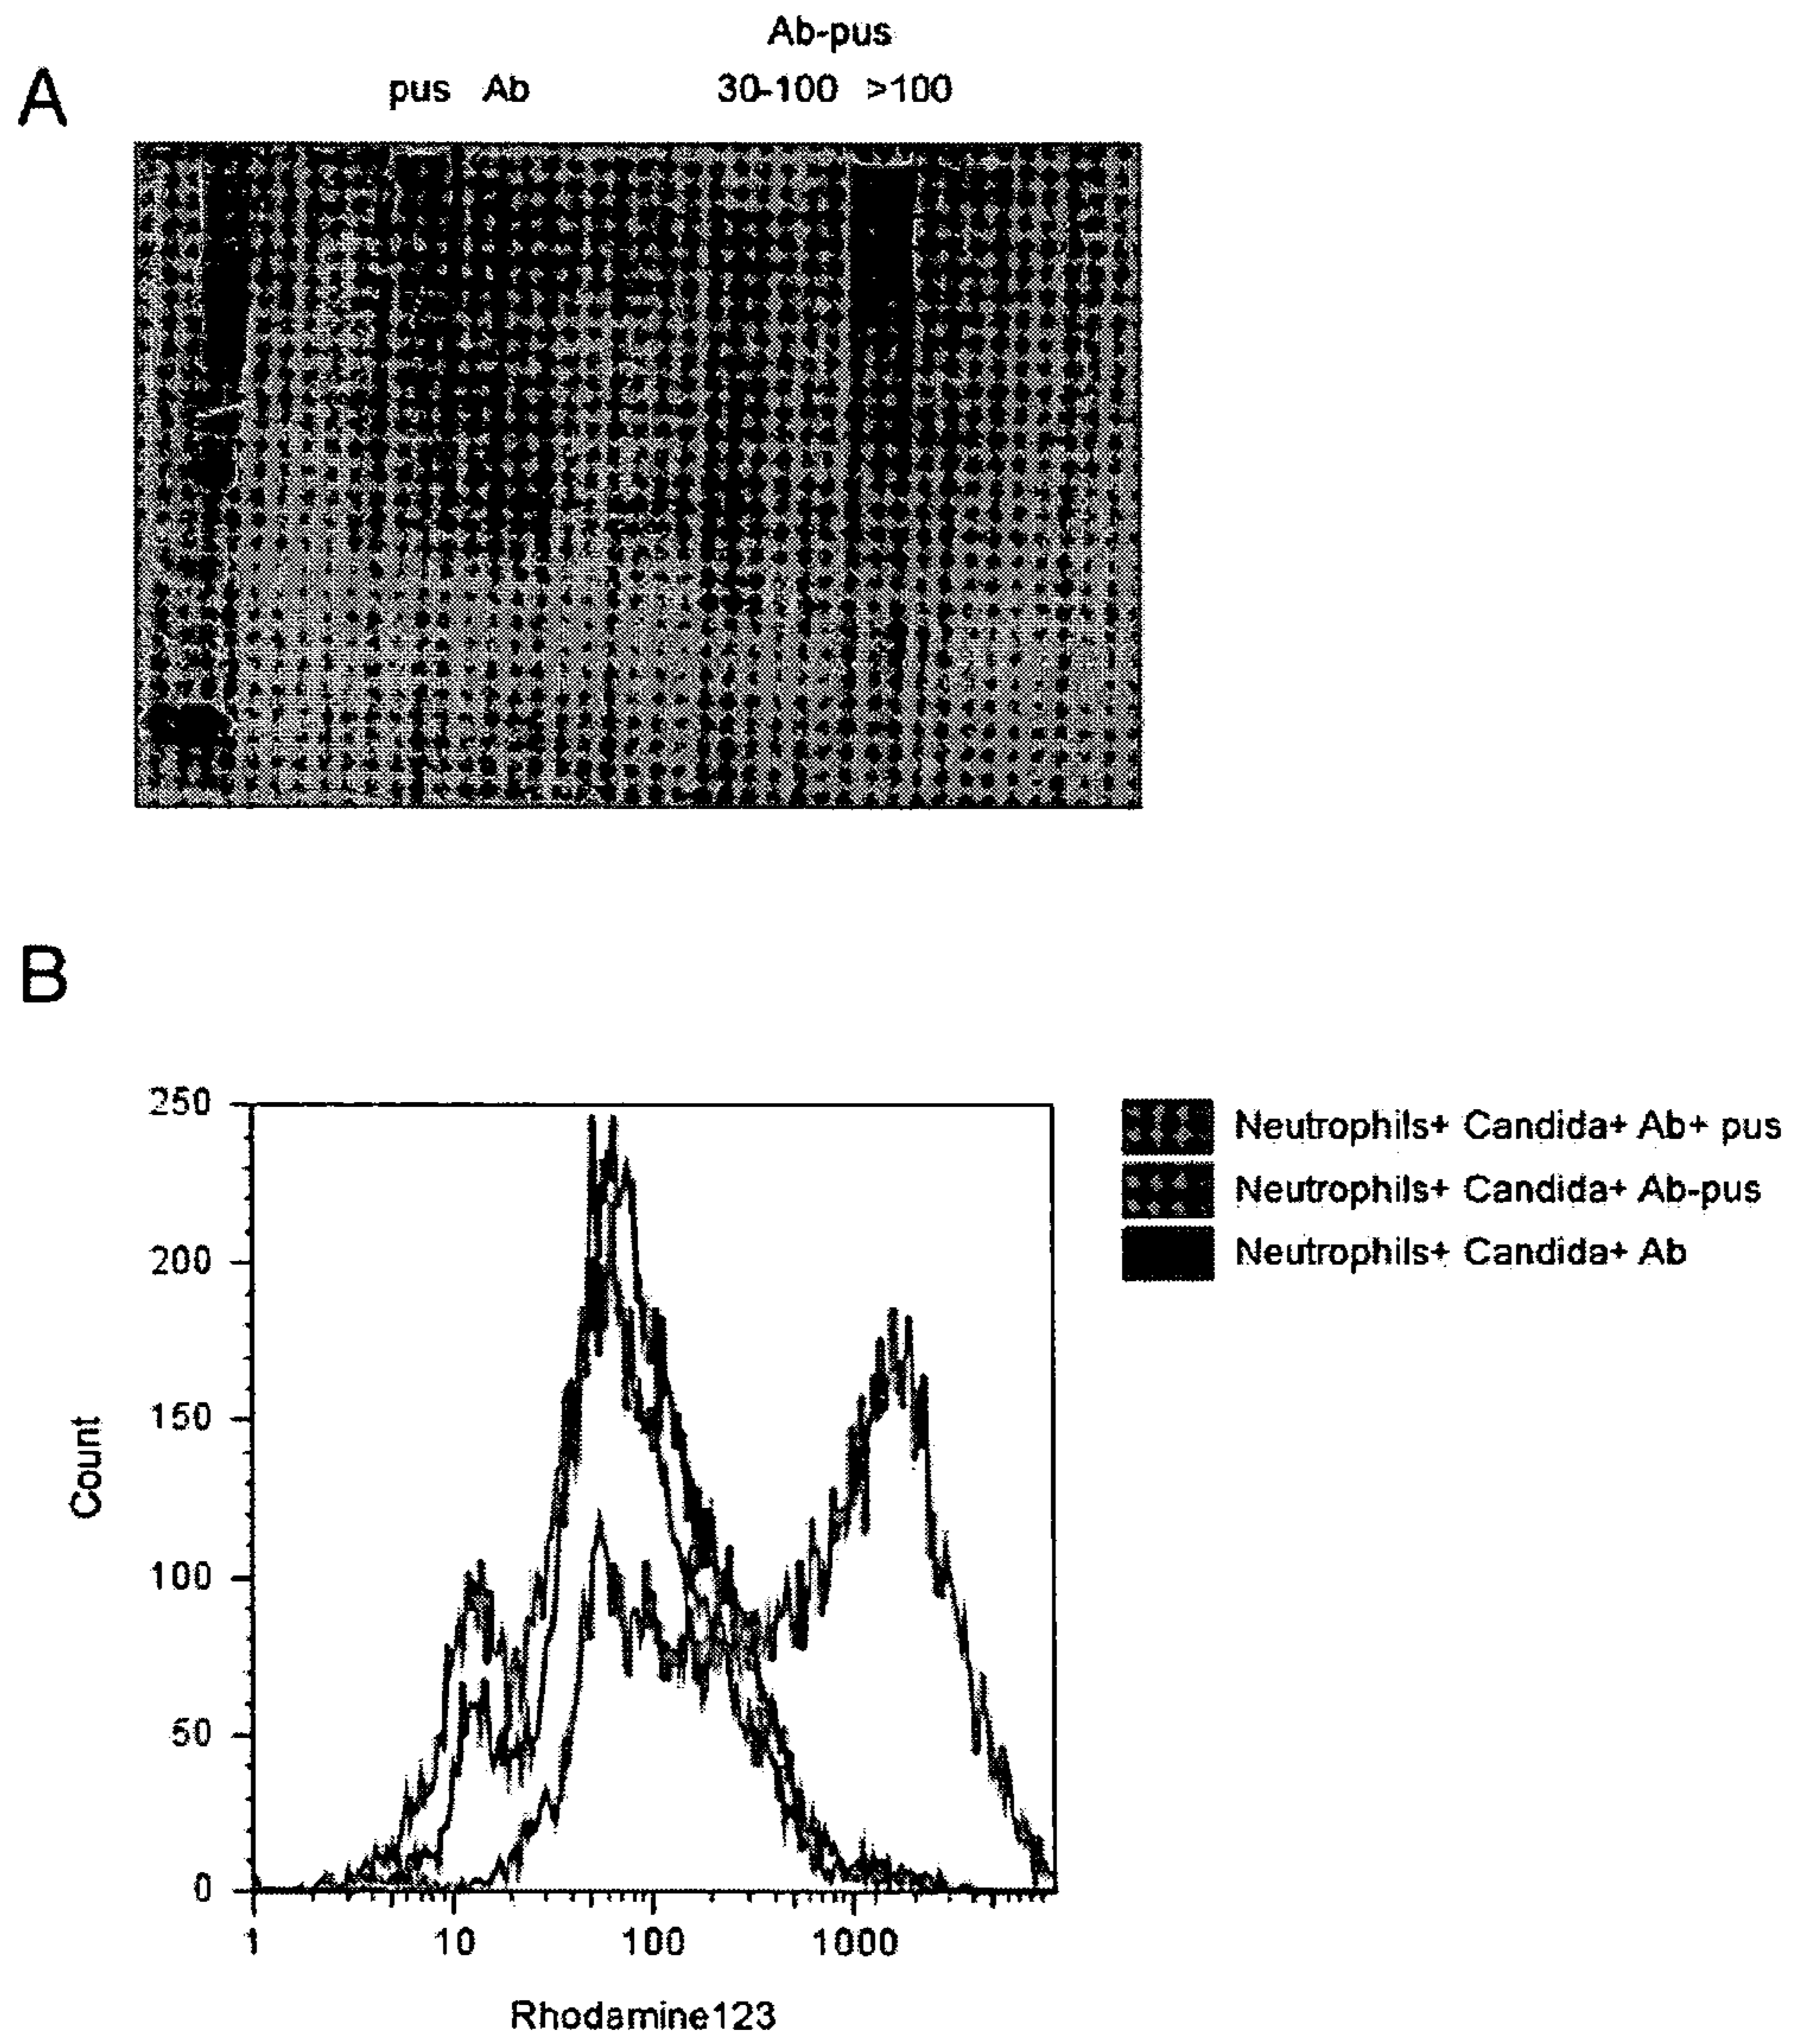 A
Ab-pus
pus Ab 30-100 >100
B
250
200
150
100
50
0
Count
1 10 100 1000
Rhodamine123
Neutrophils+ Candida+ Ab+ pus
Neutrophils+ Candida+ Ab-pus
Neutrophils+ Candida+ Ab